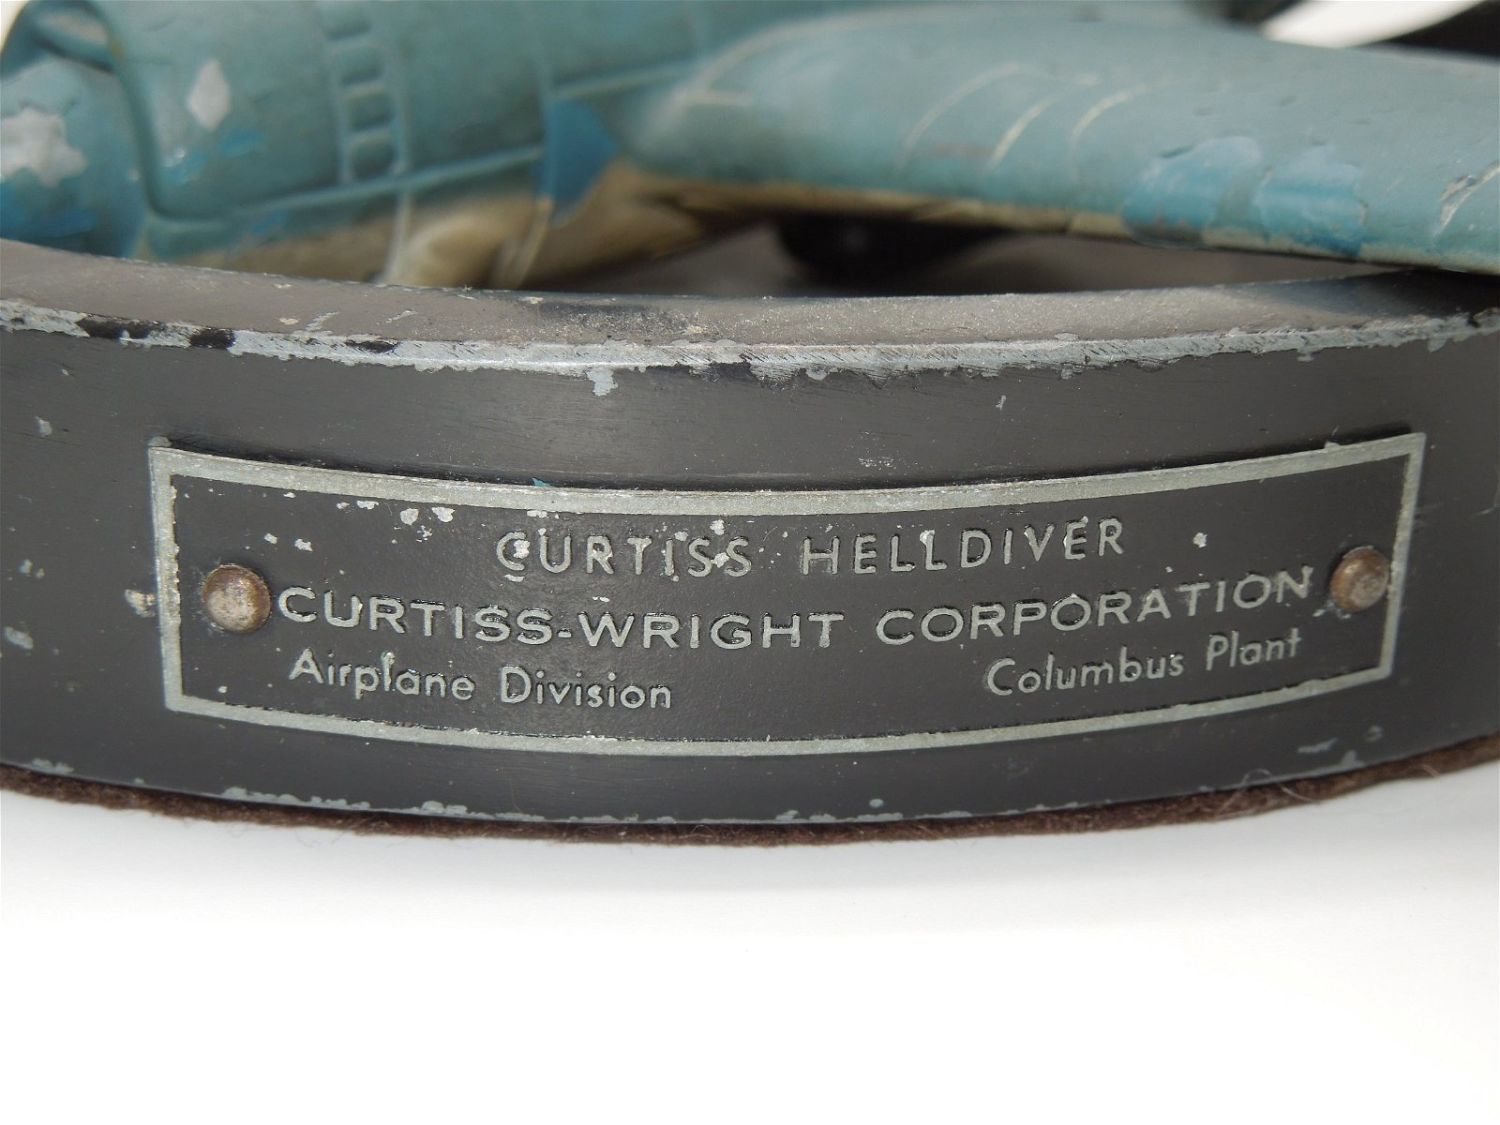 CURTISS HELLDIVER
CURTISS-WRIGHT CORPORATION
Airplane Division Columbus Plant